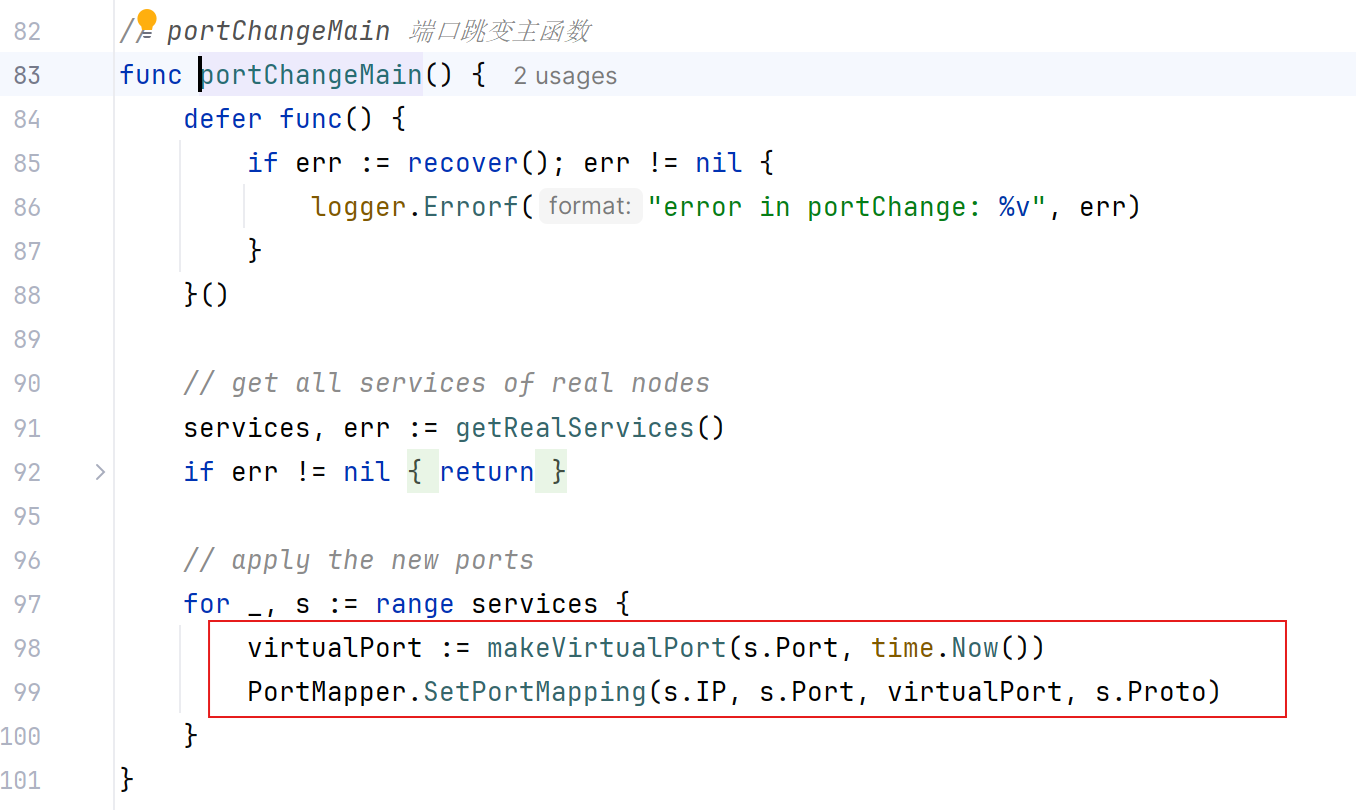 82 // portChangeMain 端口跳变主函数
83 func portChangeMain() { 2 usages
84 defer func() {
85 if err := recover(); err != nil {
86 logger.Errorf( format: "error in portChange: %v", err)
87 }
88 }()
89
90 // get all services of real nodes
91 services, err := getRealServices()
92 if err != nil { return }
95
96 // apply the new ports
97 for _, s := range services {
98 virtualPort := makeVirtualPort(s.Port, time.Now())
99 PortMapper.SetPortMapping(s.IP, s.Port, virtualPort, s.Proto)
100 }
101 }